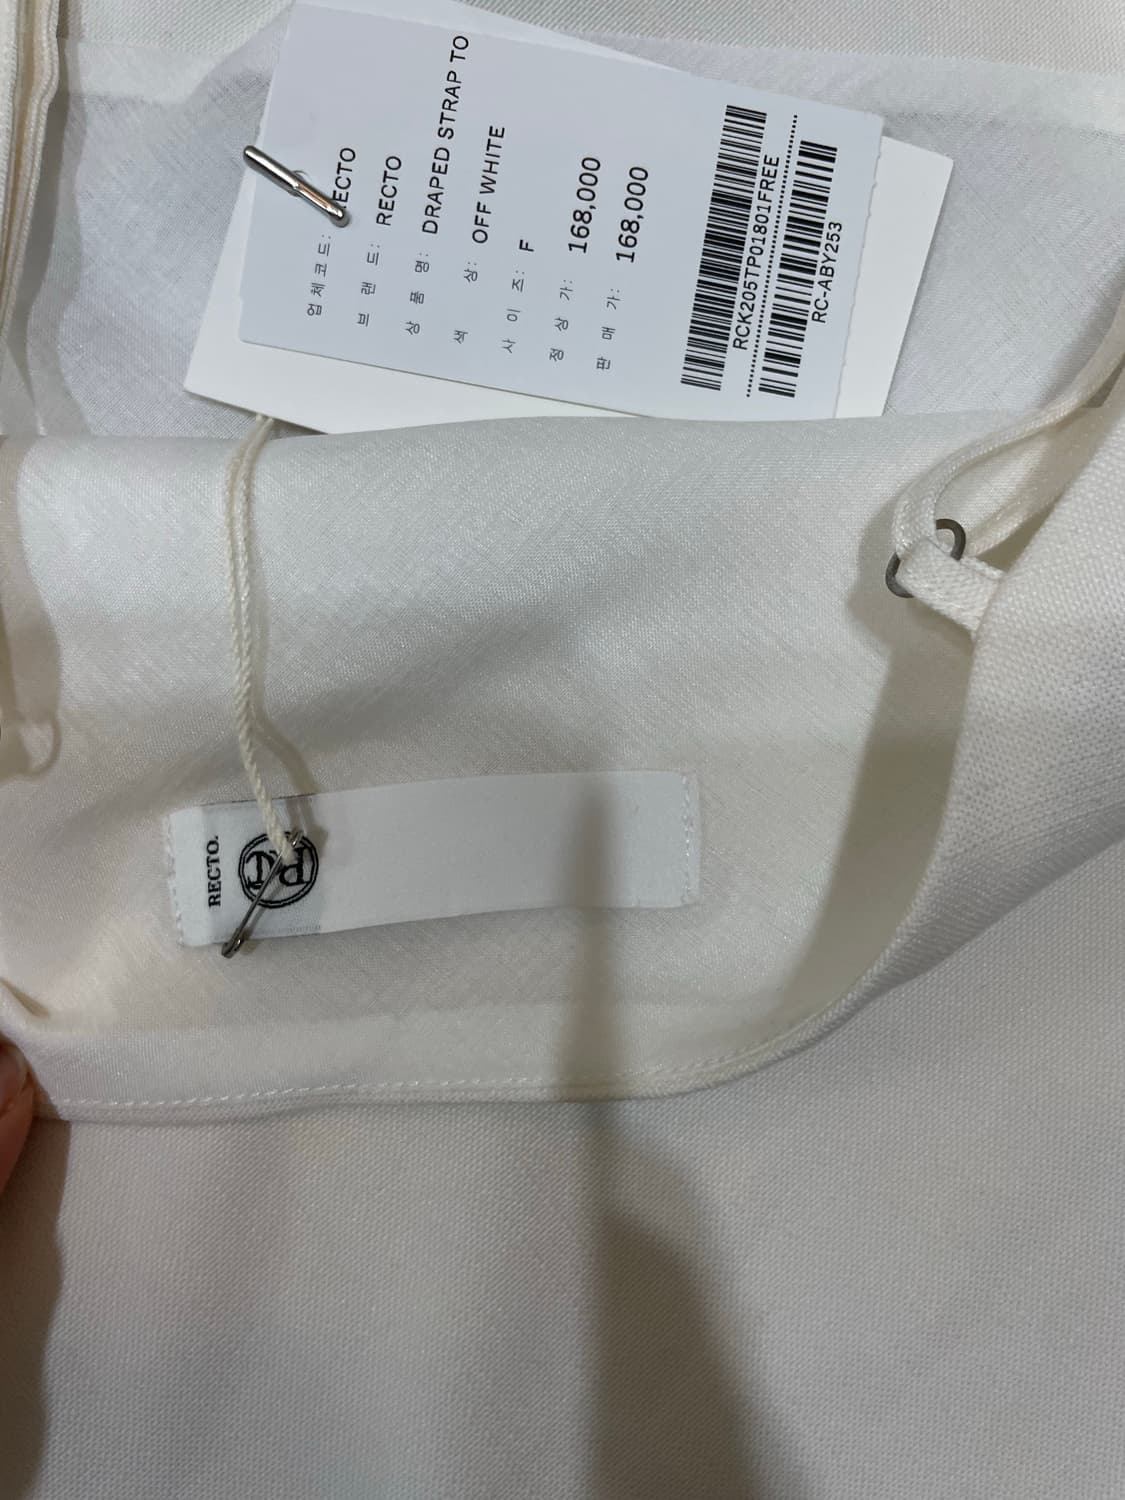 업체코드: RECTO
브 랜 드: RECTO
상 품 명: DRAPED STRAP TO
색 상: OFF WHITE
사 이 즈: F
정 상 가: 168,000
판 매 가: 168,000
RCK205TP01801FREE
RC-ABY253
RECTO.